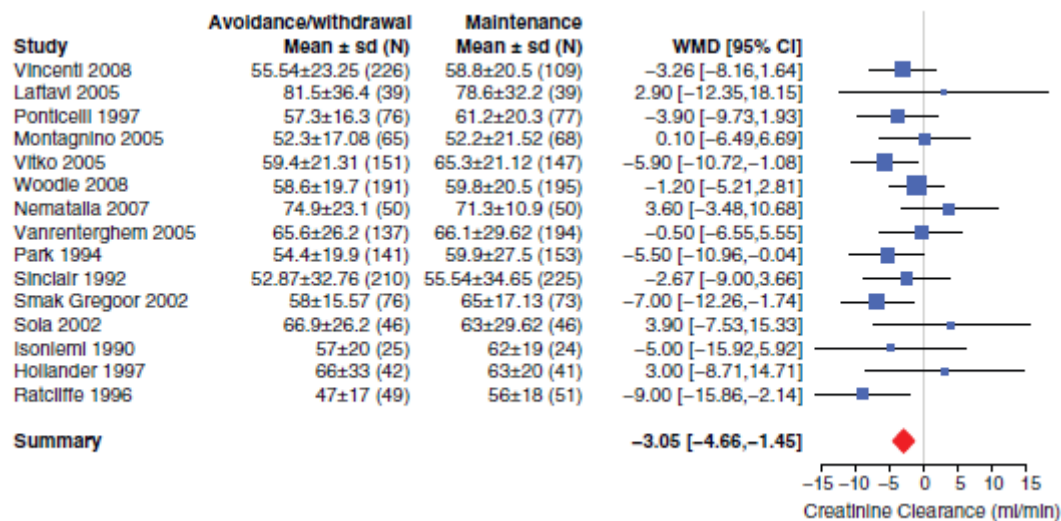 Avoidance/withdrawal Maintenance
Study Mean ± sd (N) Mean ± sd (N) WMD [95% CI]
Vincenti 2008 55.54±23.25 (226) 58.8±20.5 (109) −3.26 [−8.16,1.64]
Laftavi 2005 81.5±36.4 (39) 78.6±32.2 (39) 2.90 [−12.35,18.15]
Ponticelli 1997 57.3±16.3 (76) 61.2±20.3 (77) −3.90 [−9.73,1.93]
Montagnino 2005 52.3±17.08 (65) 52.2±21.52 (68) 0.10 [−6.49,6.69]
Vitko 2005 59.4±21.31 (151) 65.3±21.12 (147) −5.90 [−10.72,−1.08]
Woodle 2008 58.6±19.7 (191) 59.8±20.5 (195) −1.20 [−5.21,2.81]
Nematalla 2007 74.9±23.1 (50) 71.3±10.9 (50) 3.60 [−3.48,10.68]
Vanrenterghem 2005 65.6±26.2 (137) 66.1±29.62 (194) −0.50 [−6.55,5.55]
Park 1994 54.4±19.9 (141) 59.9±27.5 (153) −5.50 [−10.96,−0.04]
Sinclair 1992 52.87±32.76 (210) 55.54±34.65 (225) −2.67 [−9.00,3.66]
Smak Gregoor 2002 58±15.57 (76) 65±17.13 (73) −7.00 [−12.26,−1.74]
Sola 2002 66.9±26.2 (46) 63±29.62 (46) 3.90 [−7.53,15.33]
Isoniemi 1990 57±20 (25) 62±19 (24) −5.00 [−15.92,5.92]
Hollander 1997 66±33 (42) 63±20 (41) 3.00 [−8.71,14.71]
Ratcliffe 1996 47±17 (49) 56±18 (51) −9.00 [−15.86,−2.14]
Summary −3.05 [−4.66,−1.45]
−15 −10 −5 0 5 10 15
Creatinine Clearance (ml/min)